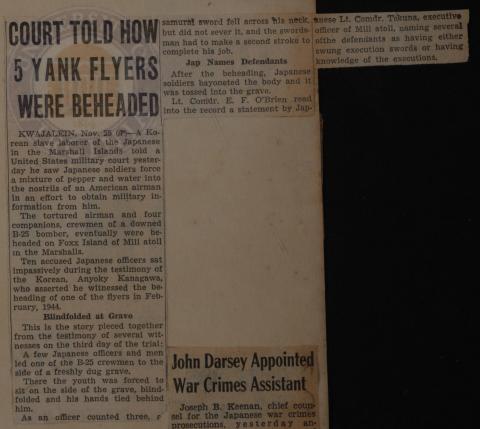 COURT TOLD HOW
5 YANK FLYERS
WERE BEHEADED
KWAJALEIN, Nov. 25 (P)—A Ko-
rean slave laborer of the Japanese
in the Marshall Islands told a
United States military court yester-
day he saw Japanese soldiers force
a mixture of pepper and water into
the nostrils of an American airman
in an effort to obtain military in-
formation from him.
The tortured airman and four
companions, crewmen of a downed
B-25 bomber, eventually were be-
headed on Foxx Island of Mill atoll
in the Marshalls.
Ten accused Japanese officers sat
impassively during the testimony of
the Korean, Anyoky Kanagawa,
who asserted he witnessed the be-
heading of one of the flyers in Feb-
ruary, 1944.
Blindfolded at Grave
This is the story pieced together
from the testimony of several wit-
nesses on the third day of the trial:
A few Japanese officers and men
led one of the B-25 crewmen to the
side of a freshly dug grave.
There the youth was forced to
sit on the side of the grave, blind-
folded and his hands tied behind
him.
As an officer counted three,
samurai sword fell across his neck,
but did not sever it, and the swords-
man had to make a second stroke to
complete his job.
Jap Names Defendants
After the beheading, Japanese
soldiers bayoneted the body and it
was tossed into the grave.
Lt. Comdr. E. F. O'Brien read
into the record a statement by Jap-
anese Lt. Comdr. Tokuna, executive
officer of Mill atoll, naming several
of the defendants as having either
swung execution swords or having
knowledge of the executions.
John Darsey Appointed
War Crimes Assistant
Joseph B. Keenan, chief coun-
sel for the Japanese war crimes
prosecutions, yesterday an-